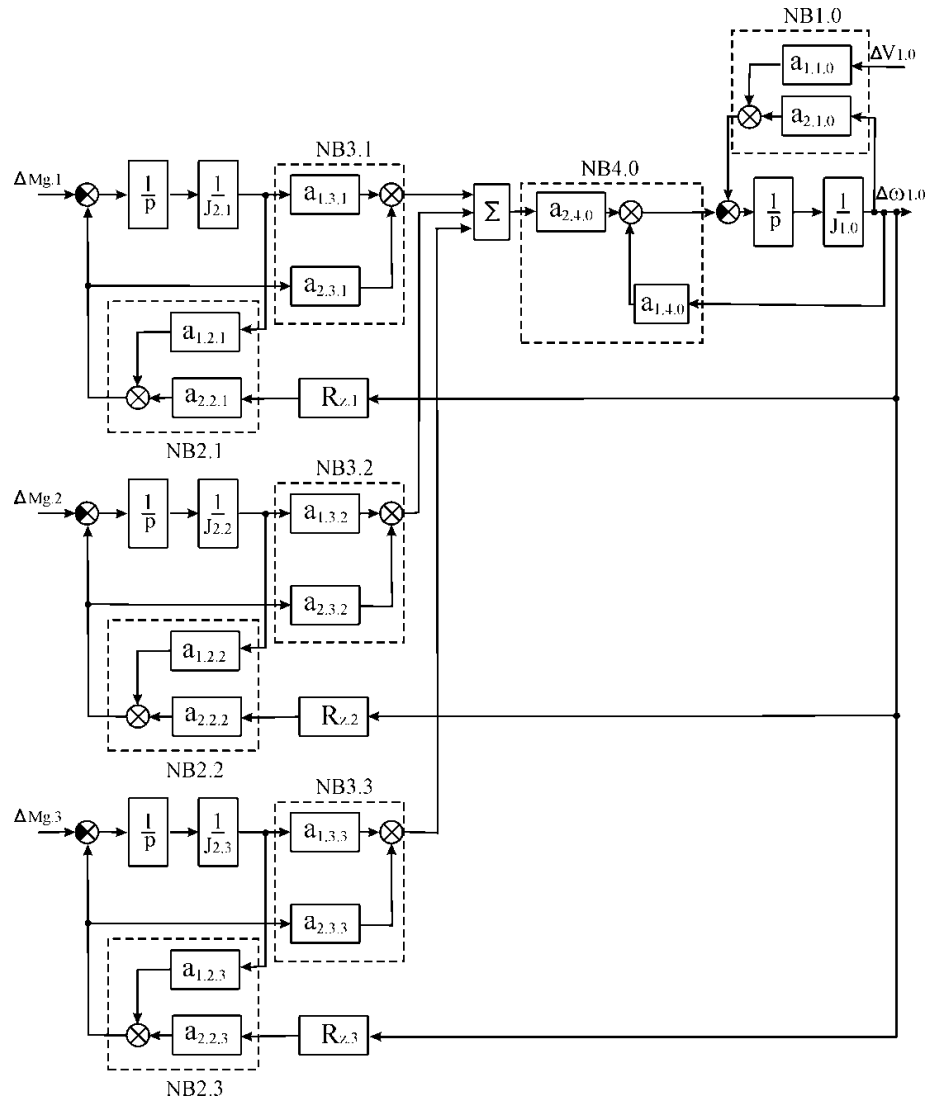 NB1.0
a1.1.0
ΔV1.0
a2.1.0
NB3.1
NB4.0
ΔMg.1
1
p
1
J2.1
a1.3.1
Σ
a2.4.0
1
p
1
J1.0
Δω1.0
a2.3.1
a1.4.0
a1.2.1
a2.2.1
Rz.1
NB2.1
NB3.2
ΔMg.2
1
p
1
J2.2
a1.3.2
a2.3.2
a1.2.2
a2.2.2
Rz.2
NB2.2
NB3.3
ΔMg.3
1
p
1
J2.3
a1.3.3
a2.3.3
a1.2.3
a2.2.3
Rz.3
NB2.3